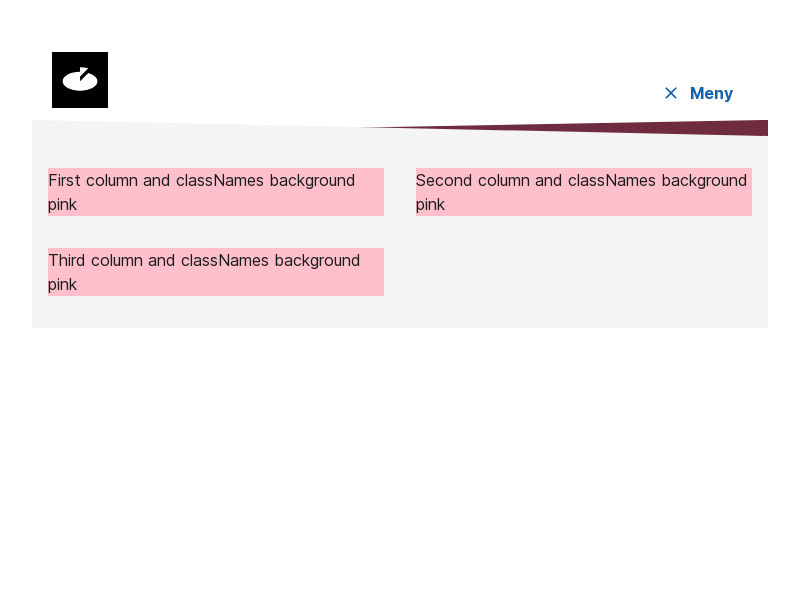 Meny
First column and classNames background
pink
Second column and classNames background
pink
Third column and classNames background
pink